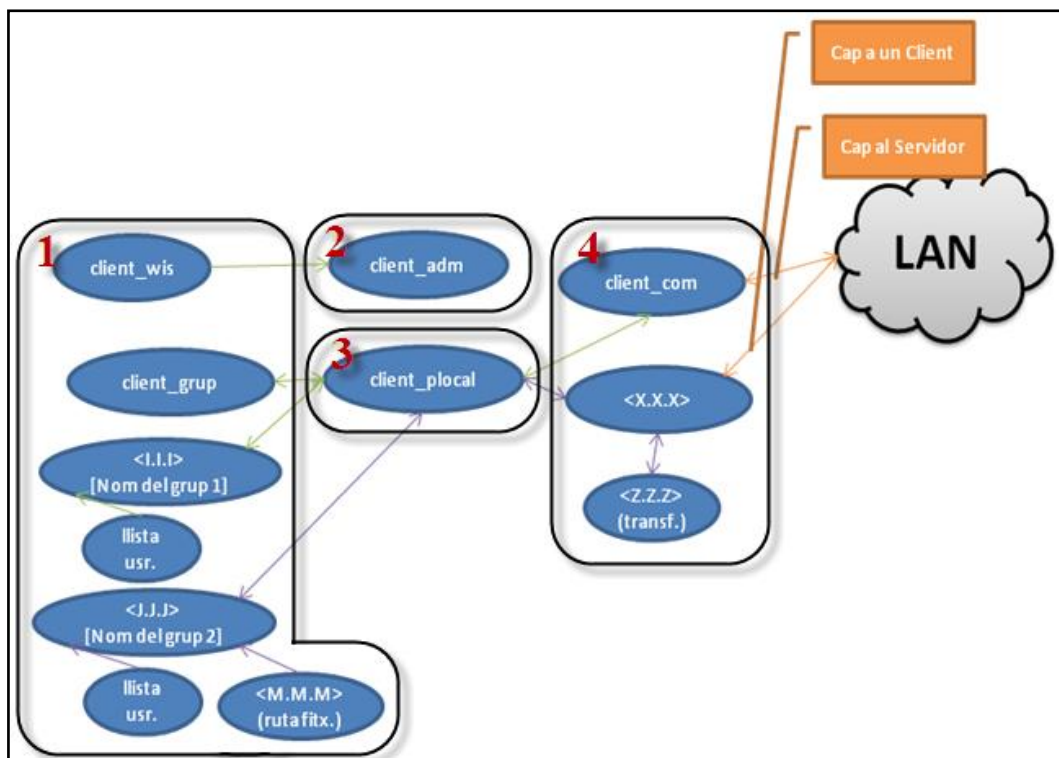 Cap a un Client
Cap al Servidor
LAN
1
client_wis
2
client_adm
4
client_com
3
client_grup
client_plocal
<X.X.X>
<I.I.I>
[Nom del grup 1]
<Z.Z.Z>
(transf.)
llista
usr.
<J.J.J>
[Nom del grup 2]
llista
usr.
<M.M.M>
(ruta fitx.)